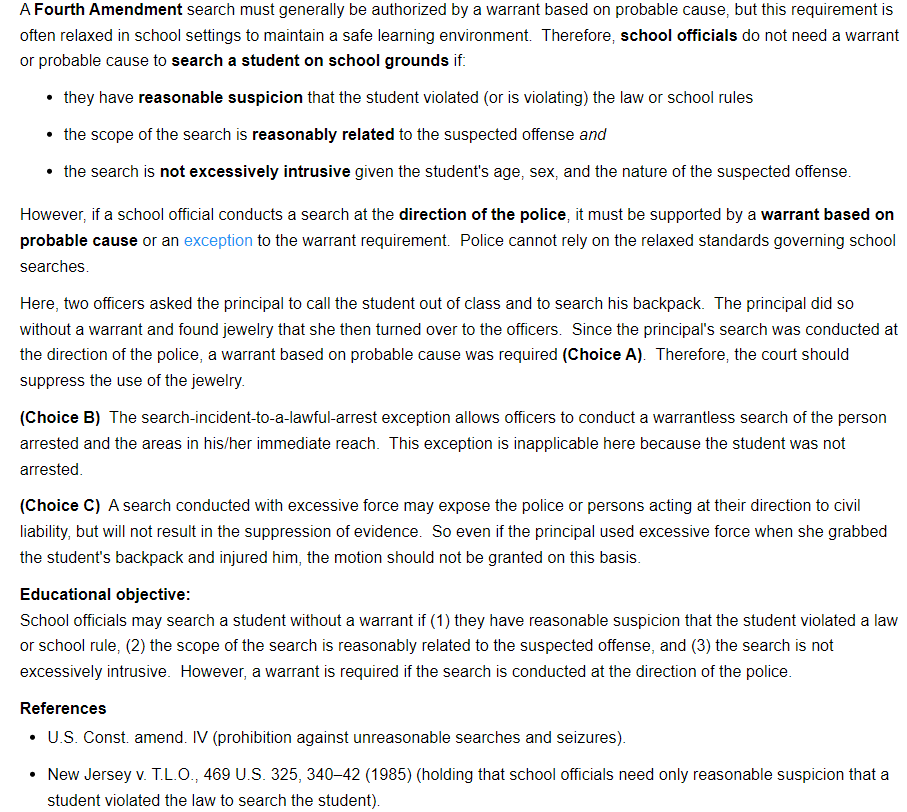 A Fourth Amendment search must generally be authorized by a warrant based on probable cause, but this requirement is
often relaxed in school settings to maintain a safe learning environment. Therefore, school officials do not need a warrant
or probable cause to search a student on school grounds if:
• they have reasonable suspicion that the student violated (or is violating) the law or school rules
• the scope of the search is reasonably related to the suspected offense and
• the search is not excessively intrusive given the student's age, sex, and the nature of the suspected offense.
However, if a school official conducts a search at the direction of the police, it must be supported by a warrant based on
probable cause or an exception to the warrant requirement. Police cannot rely on the relaxed standards governing school
searches.
Here, two officers asked the principal to call the student out of class and to search his backpack. The principal did so
without a warrant and found jewelry that she then turned over to the officers. Since the principal's search was conducted at
the direction of the police, a warrant based on probable cause was required (Choice A). Therefore, the court should
suppress the use of the jewelry.
(Choice B) The search-incident-to-a-lawful-arrest exception allows officers to conduct a warrantless search of the person
arrested and the areas in his/her immediate reach. This exception is inapplicable here because the student was not
arrested.
(Choice C) A search conducted with excessive force may expose the police or persons acting at their direction to civil
liability, but will not result in the suppression of evidence. So even if the principal used excessive force when she grabbed
the student's backpack and injured him, the motion should not be granted on this basis.
Educational objective:
School officials may search a student without a warrant if (1) they have reasonable suspicion that the student violated a law
or school rule, (2) the scope of the search is reasonably related to the suspected offense, and (3) the search is not
excessively intrusive. However, a warrant is required if the search is conducted at the direction of the police.
References
• U.S. Const. amend. IV (prohibition against unreasonable searches and seizures).
• New Jersey v. T.L.O., 469 U.S. 325, 340–42 (1985) (holding that school officials need only reasonable suspicion that a
student violated the law to search the student).